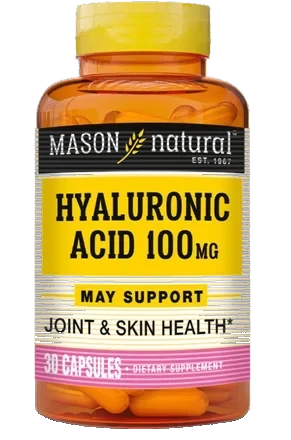 MASON natural
EST. 1967
HYALURONIC
ACID 100MG
MAY SUPPORT
JOINT & SKIN HEALTH*
30 CAPSULES • DIETARY SUPPLEMENT